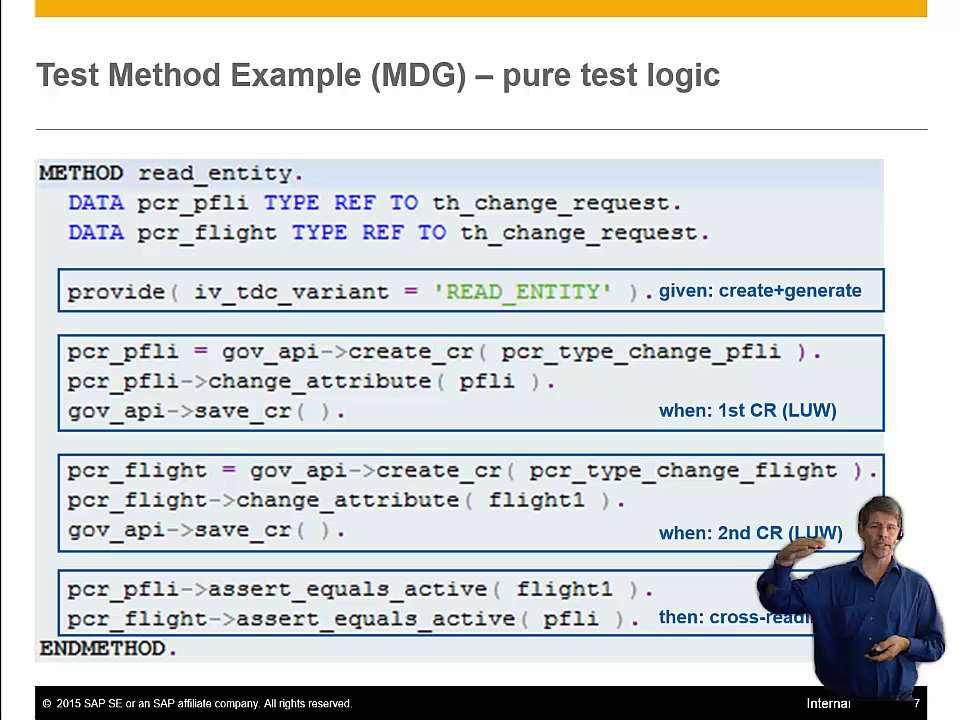 Test Method Example (MDG) – pure test logic
METHOD read_entity.
DATA pcr_pfli TYPE REF TO th_change_request.
DATA pcr_flight TYPE REF TO th_change_request.
provide( iv_tdc_variant = 'READ_ENTITY' ). given: create+generate
pcr_pfli = gov_api->create_cr( pcr_type_change_pfli ).
pcr_pfli->change_attribute( pfli ).
gov_api->save_cr( ). when: 1st CR (LUW)
pcr_flight = gov_api->create_cr( pcr_type_change_flight ).
pcr_flight->change_attribute( flight1 ).
gov_api->save_cr( ). when: 2nd CR (LUW)
pcr_pfli->assert_equals_active( flight1 ).
pcr_flight->assert_equals_active( pfli ). then:
ENDMETHOD.
© 2015 SAP SE or an SAP affiliate company. All rights reserved. Internal 7